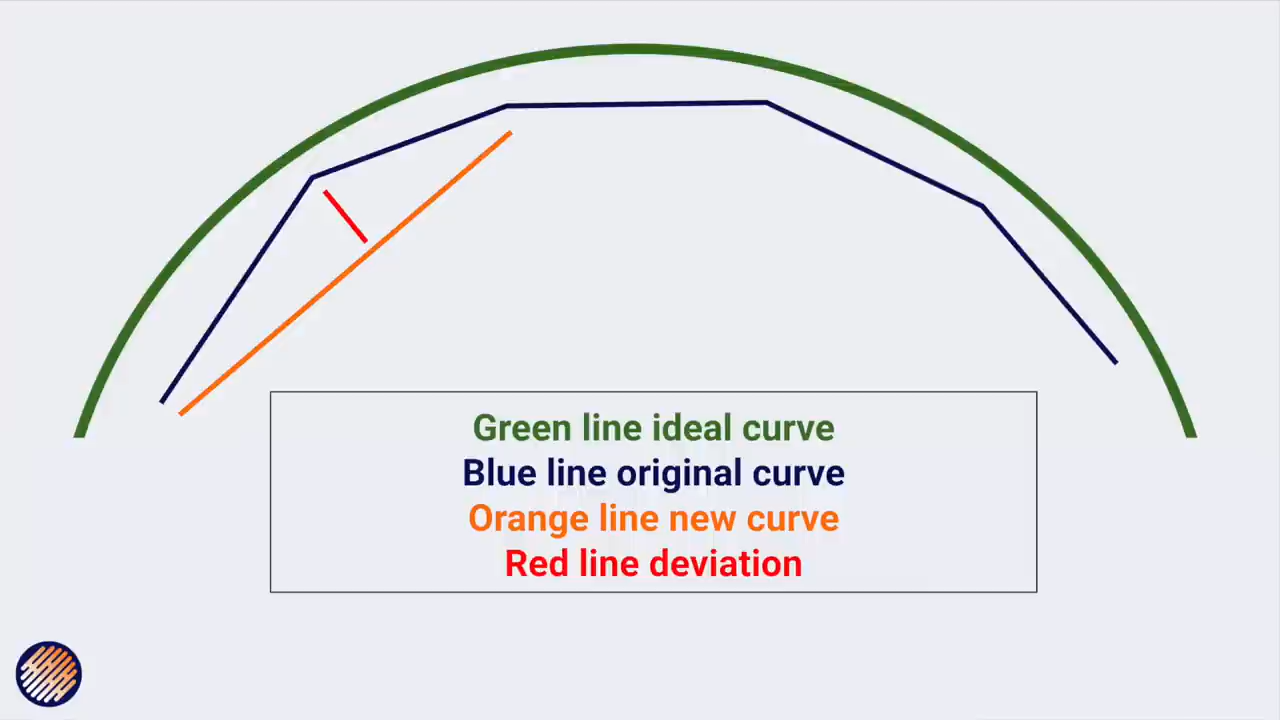 Green line ideal curve
Blue line original curve
Orange line new curve
Red line deviation